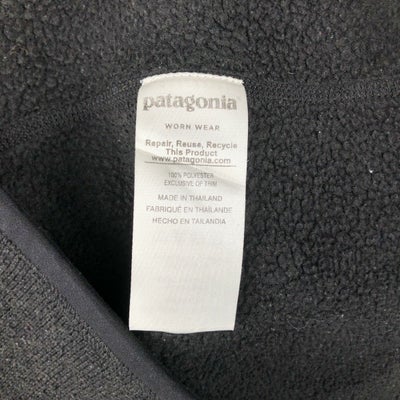 patagonia
WORN WEAR
Repair, Reuse, Recycle
This Product
www.patagonia.com
100% POLYESTER
EXCLUSIVE OF TRIM
MADE IN THAILAND
FABRIQUÉ EN THAÏLANDE
HECHO EN TAILANDIA